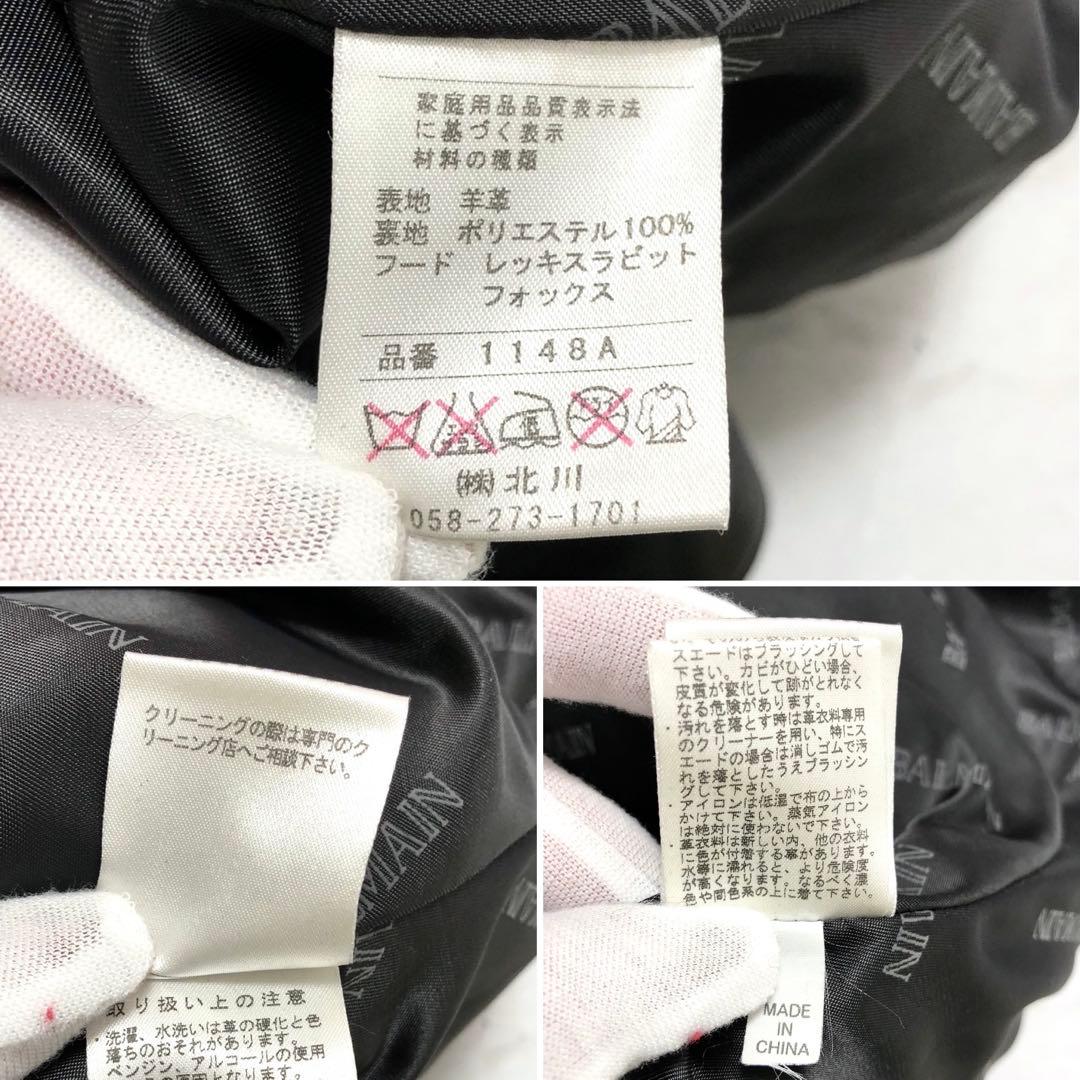 家庭用品品質表示法
に基づく表示
材料の種類
表地 羊革
裏地 ポリエステル100%
フード レッキスラビット
フォックス
品番 1148A
㈱北川
058-273-1701
BALMAIN
クリーニングの際は専門のク
リーニング店へご相談下さい。
取り扱い上の注意
・洗濯、水洗いは革の硬化と色
落ちのおそれがあります。
ベンジン、アルコールの使用
スエードはブラッシングして
下さい。カビがひどい場合、
皮質が変化して跡がとれなく
なる危険があります。
・汚れを落とす時は革衣料専用
のクリーナーを用い、特にス
エードの場合は消しゴムで汚
れを落としたうえブラッシン
グして下さい。
・アイロンは低温で布の上から
かけて下さい。蒸気アイロン
は絶対に使わないで下さい。
・革衣料は新しい内、他の衣料
に色が付着する事があります。
水等に濡れると、より危険度
が高くなります。なるべく濃
色や同色系の上に着て下さい。
BALMAIN
MADE
IN
CHINA